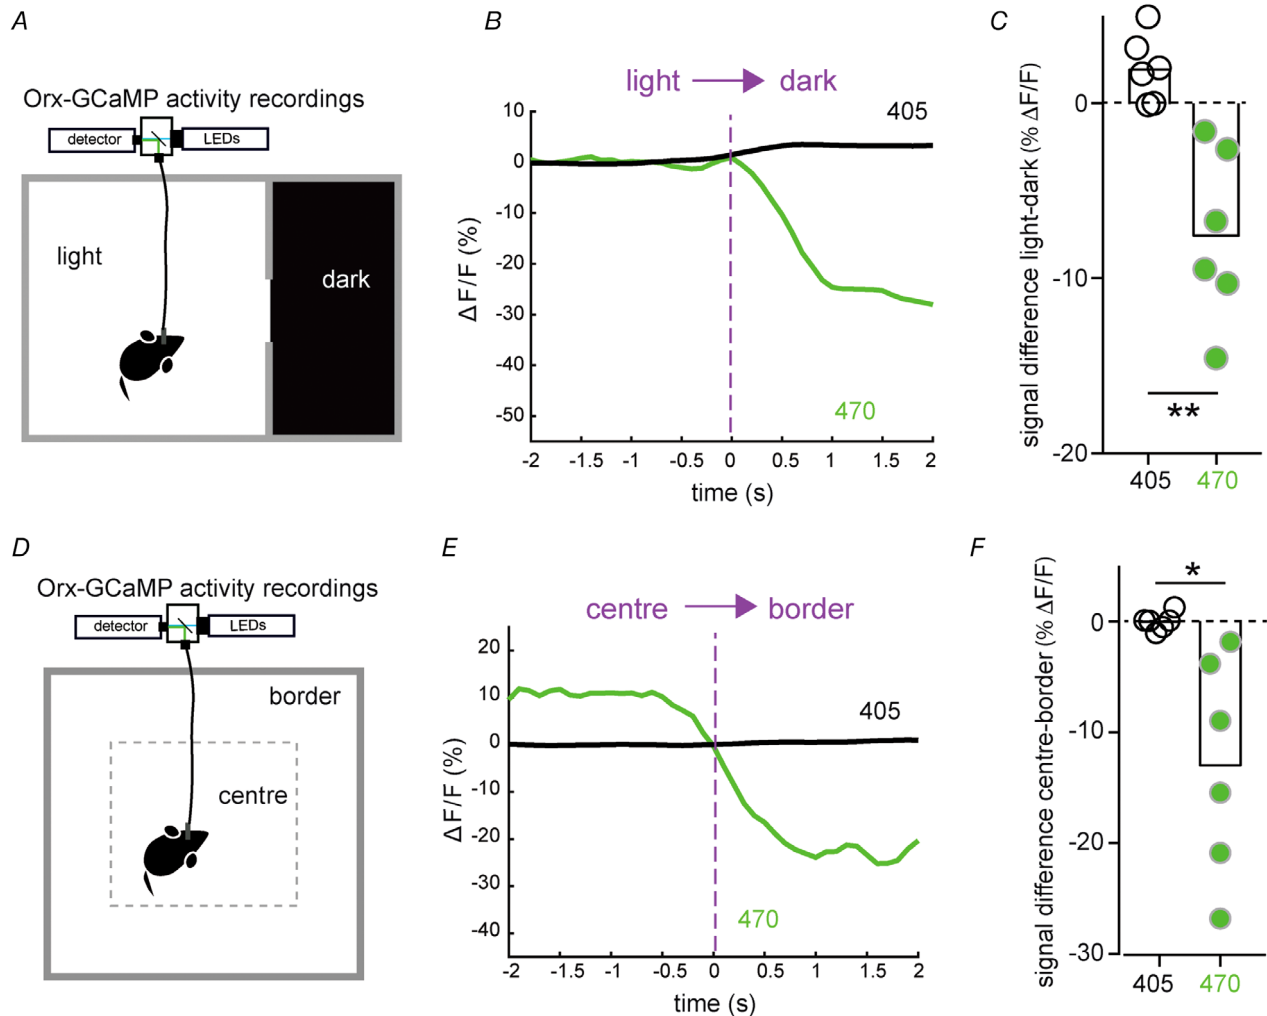 A
Orx-GCaMP activity recordings
detector
LEDs
light
dark
B
light
dark
405
470
10
0
-10
-20
-30
-40
-50
ΔF/F (%)
-2
-1.5
-1
-0.5
0
0.5
1
1.5
2
time (s)
C
signal difference light-dark (% ΔF/F)
0
-10
-20
**
405
470
D
Orx-GCaMP activity recordings
detector
LEDs
border
centre
E
centre
border
405
470
20
10
0
-10
-20
-30
-40
ΔF/F (%)
-2
-1.5
-1
-0.5
0
0.5
1
1.5
2
time (s)
F
signal difference centre-border (% ΔF/F)
*
0
-10
-20
-30
405
470